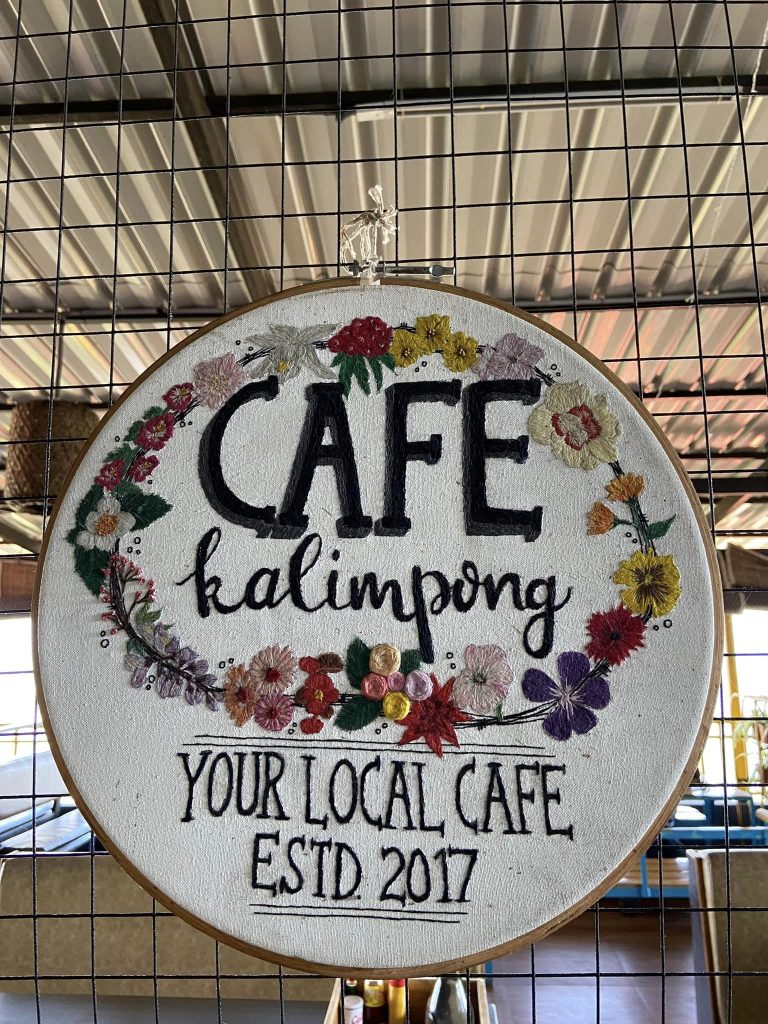 CAFE
kalimpong
YOUR LOCAL CAFE
ESTD. 2017